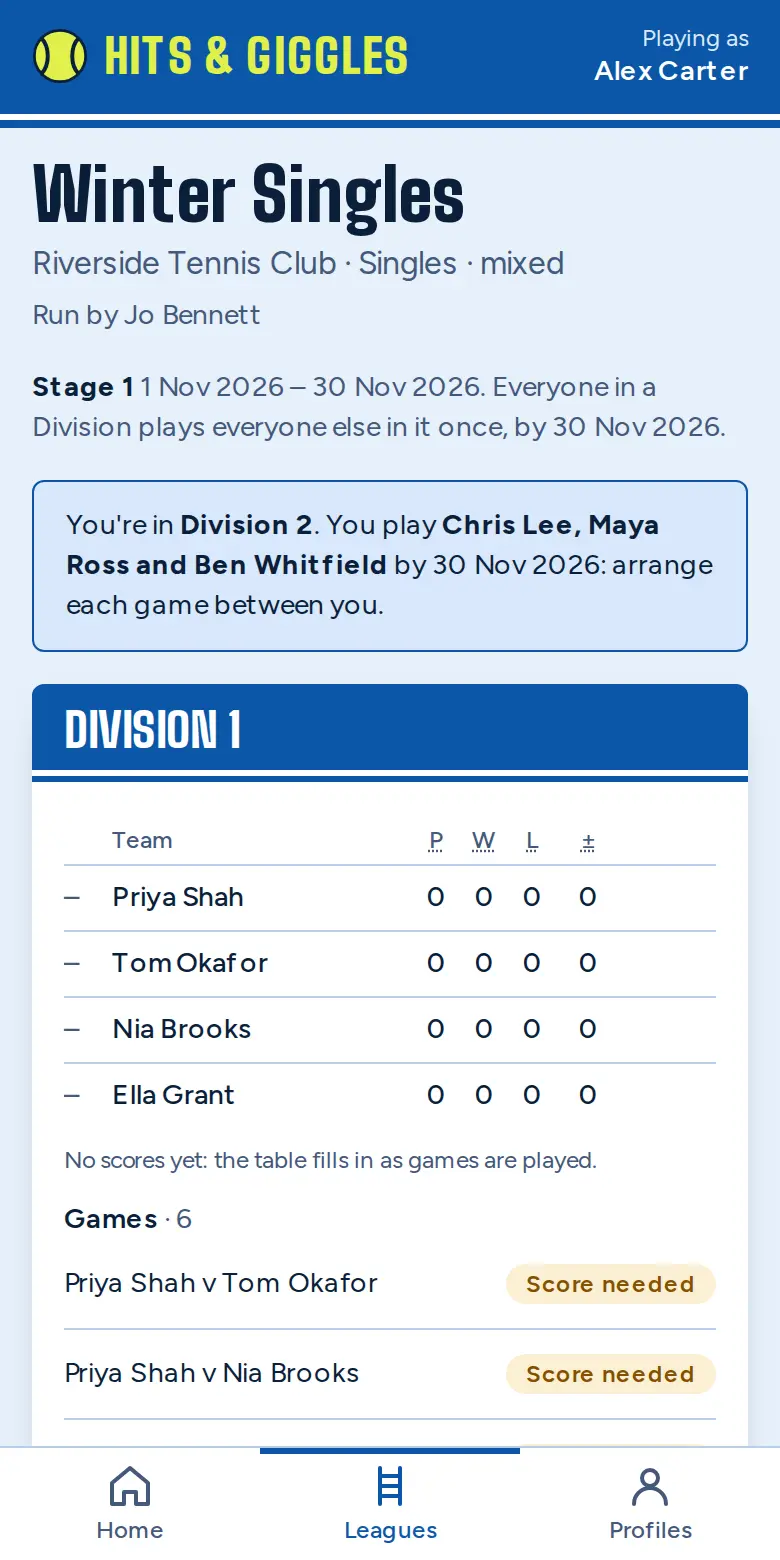 HITS & GIGGLES
Playing as
Alex Carter
Winter Singles
Riverside Tennis Club · Singles · mixed
Run by Jo Bennett
Stage 1 1 Nov 2026 – 30 Nov 2026. Everyone in a
Division plays everyone else in it once, by 30 Nov 2026.
You're in Division 2. You play Chris Lee, Maya
Ross and Ben Whitfield by 30 Nov 2026: arrange
each game between you.
DIVISION 1
Team P W L ±
– Priya Shah 0 0 0 0
– Tom Okafor 0 0 0 0
– Nia Brooks 0 0 0 0
– Ella Grant 0 0 0 0
No scores yet: the table fills in as games are played.
Games · 6
Priya Shah v Tom Okafor Score needed
Priya Shah v Nia Brooks Score needed
Home Leagues Profiles